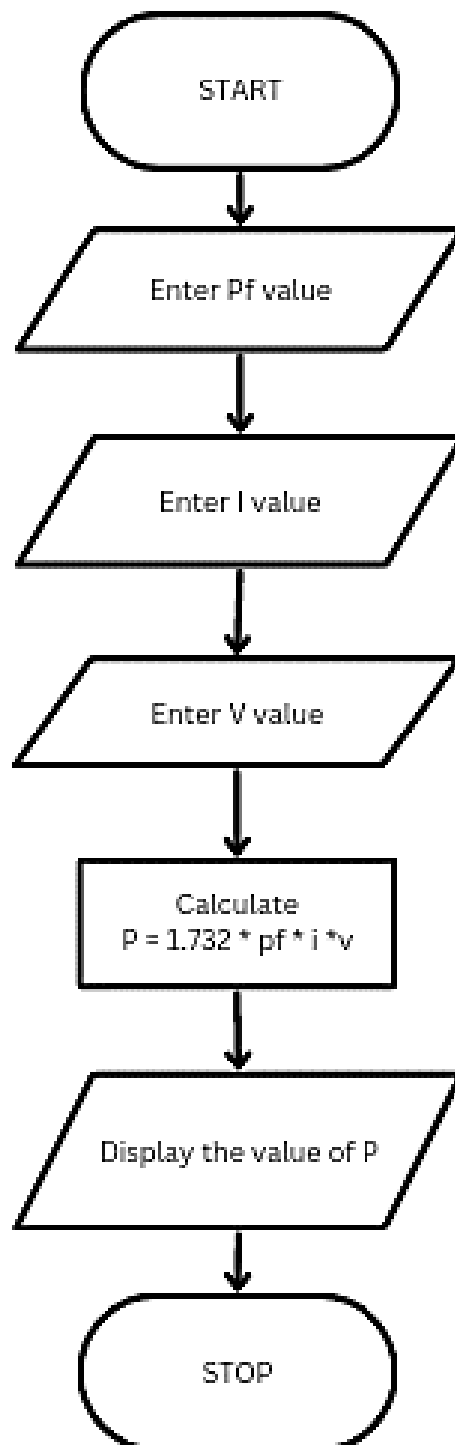 START
Enter Pf value
Enter I value
Enter V value
Calculate
P = 1.732 * pf * i *v
Display the value of P
STOP